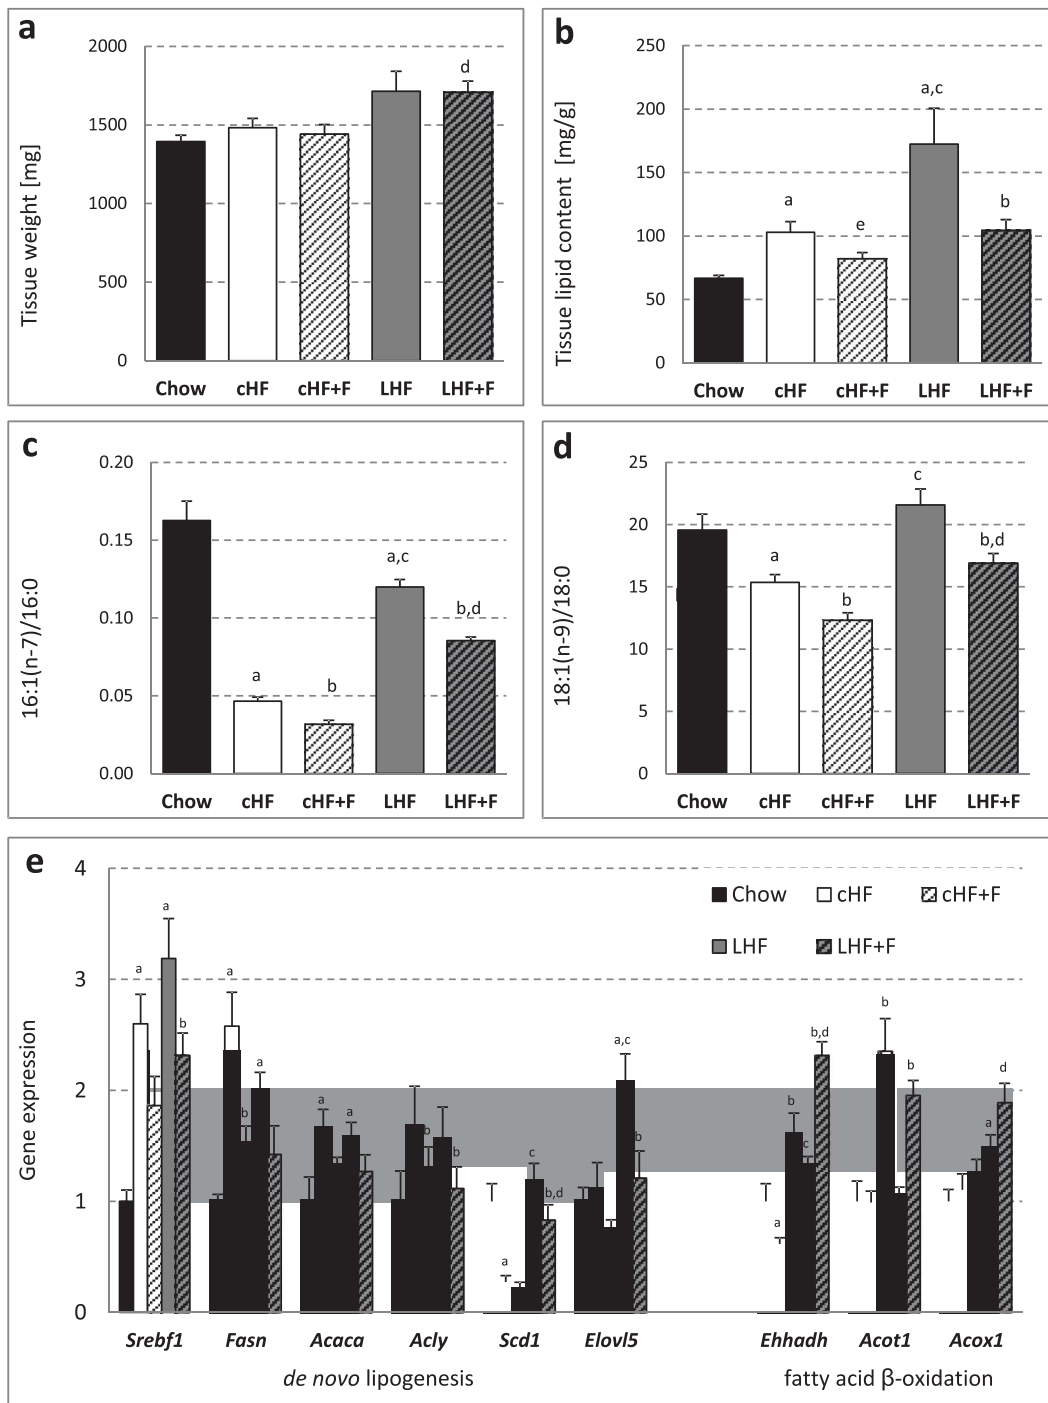 a
2000
1500
1000
500
0
Tissue weight [mg]
d
Chow cHF cHF+F LHF LHF+F
b
250
200
150
100
50
0
Tissue lipid content [mg/g]
a
e
a,c
b
Chow cHF cHF+F LHF LHF+F
c
0.20
0.15
0.10
0.05
0.00
16:1(n-7)/16:0
a
b
a,c
b,d
Chow cHF cHF+F LHF LHF+F
d
25
20
15
10
5
0
18:1(n-9)/18:0
a
b
c
b,d
Chow cHF cHF+F LHF LHF+F
e
4
3
2
1
0
Gene expression
Chow cHF cHF+F
LHF LHF+F
a
a
b
a
b
a
a
a
b
b
a
c
b,d
a,c
b
a
b
c
b,d
b
b
a
d
Srebf1 Fasn Acaca Acly Scd1 Elovl5 Ehhadh Acot1 Acox1
de novo lipogenesis fatty acid β-oxidation